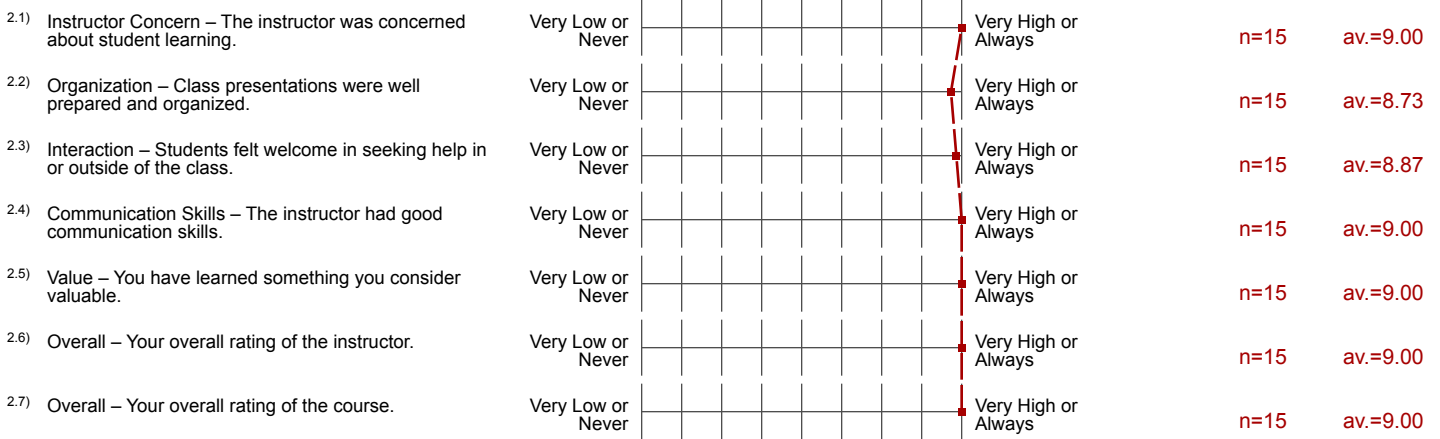 2.1) Instructor Concern – The instructor was concerned about student learning. Very Low or Never Very High or Always n=15 av.=9.00
2.2) Organization – Class presentations were well prepared and organized. Very Low or Never Very High or Always n=15 av.=8.73
2.3) Interaction – Students felt welcome in seeking help in or outside of the class. Very Low or Never Very High or Always n=15 av.=8.87
2.4) Communication Skills – The instructor had good communication skills. Very Low or Never Very High or Always n=15 av.=9.00
2.5) Value – You have learned something you consider valuable. Very Low or Never Very High or Always n=15 av.=9.00
2.6) Overall – Your overall rating of the instructor. Very Low or Never Very High or Always n=15 av.=9.00
2.7) Overall – Your overall rating of the course. Very Low or Never Very High or Always n=15 av.=9.00